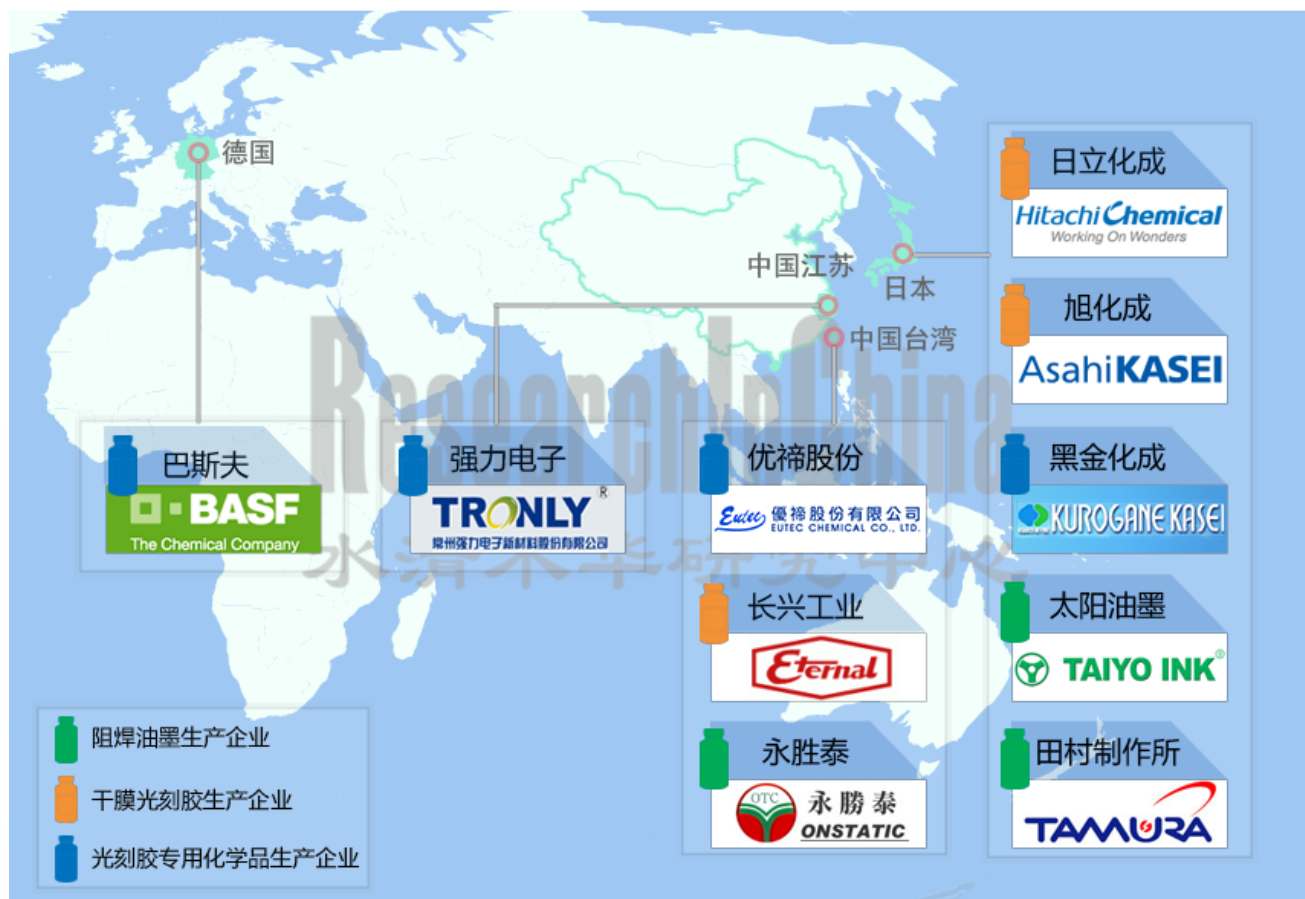 德国
中国江苏
日本
中国台湾
ResearchInChina
水清木华研究中心
巴斯夫
BASF
The Chemical Company
强力电子
TRONLY®
常州强力电子新材料股份有限公司
优禘股份
Eutec 優禘股份有限公司
EUTEC CHEMICAL CO., LTD.
长兴工业
Eternal
永胜泰
OTC
永勝泰
ONSTATIC
日立化成
Hitachi Chemical
Working On Wonders
旭化成
AsahiKASEI
黑金化成
KUROGANE KASEI
太阳油墨
TAIYO INK®
田村制作所
TAMURA
阻焊油墨生产企业
干膜光刻胶生产企业
光刻胶专用化学品生产企业